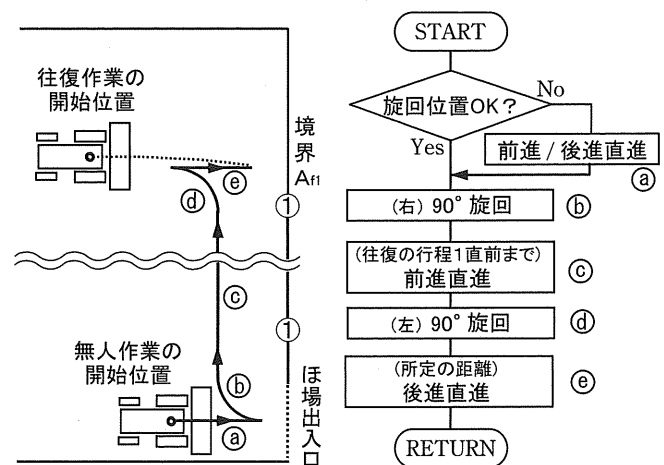 往復作業の
開始位置
境界
Af1
①
ⓔ
ⓓ
ⓒ
①
無人作業の
開始位置
ⓑ
ⓐ
ほ場出入口
START
旋回位置OK？
No
Yes
前進/後進直進
ⓐ
(右) 90° 旋回
ⓑ
(往復の行程1直前まで)
前進直進
ⓒ
(左) 90° 旋回
ⓓ
(所定の距離)
後進直進
ⓔ
RETURN